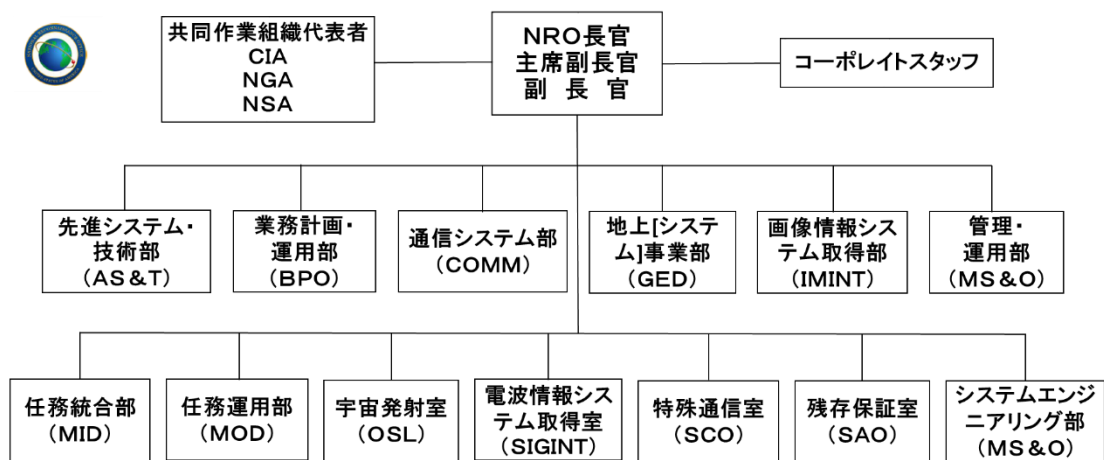 共同作業組織代表者
CIA
NGA
NSA
NRO長官
主席副長官
副 長 官
コーポレイトスタッフ
先進システム・
技術部
(AS&T)
業務計画・
運用部
(BPO)
通信システム部
(COMM)
地上[システ
ム]事業部
(GED)
画像情報シス
テム取得部
(IMINT)
管理・
運用部
(MS&O)
任務統合部
(MID)
任務運用部
(MOD)
宇宙発射室
(OSL)
電波情報シス
テム取得室
(SIGINT)
特殊通信室
(SCO)
残存保証室
(SAO)
システムエンジ
ニアリング部
(MS&O)